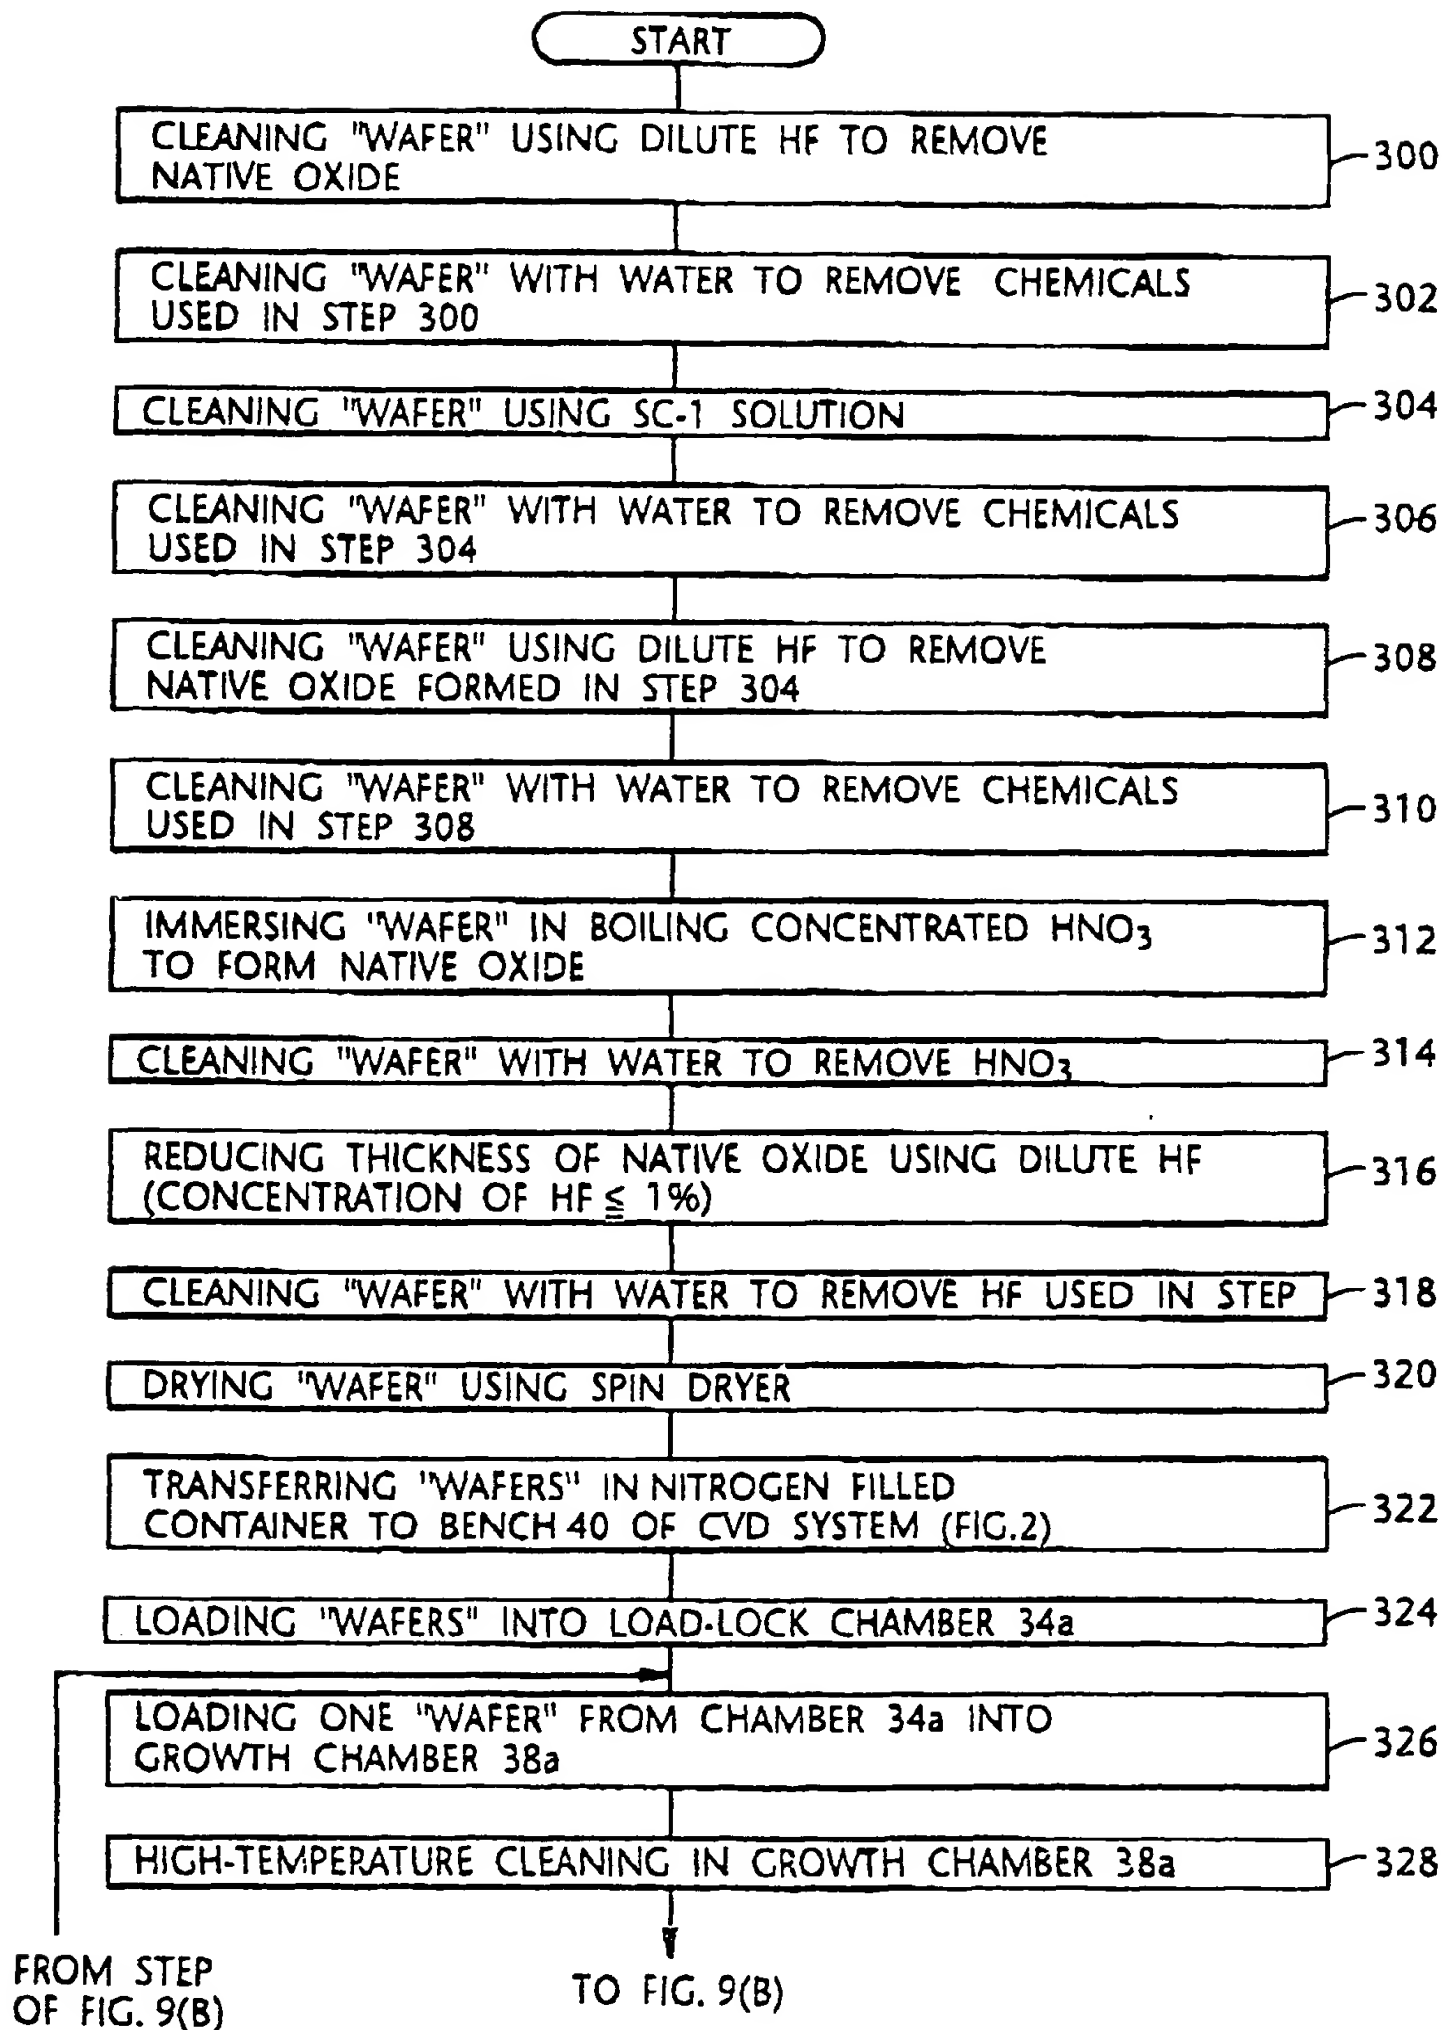 START
CLEANING "WAFER" USING DILUTE HF TO REMOVE
NATIVE OXIDE
300
CLEANING "WAFER" WITH WATER TO REMOVE CHEMICALS
USED IN STEP 300
302
CLEANING "WAFER" USING SC-1 SOLUTION
304
CLEANING "WAFER" WITH WATER TO REMOVE CHEMICALS
USED IN STEP 304
306
CLEANING "WAFER" USING DILUTE HF TO REMOVE
NATIVE OXIDE FORMED IN STEP 304
308
CLEANING "WAFER" WITH WATER TO REMOVE CHEMICALS
USED IN STEP 308
310
IMMERSING "WAFER" IN BOILING CONCENTRATED HNO3
TO FORM NATIVE OXIDE
312
CLEANING "WAFER" WITH WATER TO REMOVE HNO3
314
REDUCING THICKNESS OF NATIVE OXIDE USING DILUTE HF
(CONCENTRATION OF HF ≦ 1%)
316
CLEANING "WAFER" WITH WATER TO REMOVE HF USED IN STEP
318
DRYING "WAFER" USING SPIN DRYER
320
TRANSFERRING "WAFERS" IN NITROGEN FILLED
CONTAINER TO BENCH 40 OF CVD SYSTEM (FIG.2)
322
LOADING "WAFERS" INTO LOAD-LOCK CHAMBER 34a
324
LOADING ONE "WAFER" FROM CHAMBER 34a INTO
GROWTH CHAMBER 38a
326
HIGH-TEMPERATURE CLEANING IN GROWTH CHAMBER 38a
328
FROM STEP
OF FIG. 9(B)
TO FIG. 9(B)